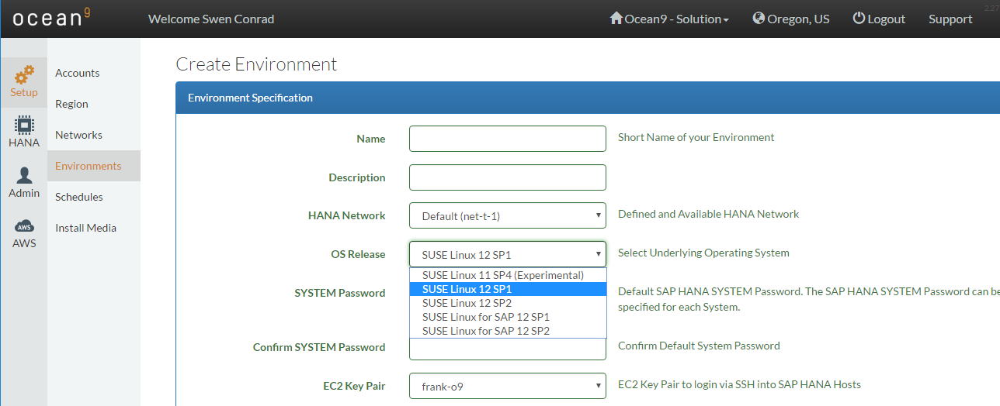 ocean9
Welcome Swen Conrad
Ocean9 - Solution
Oregon, US
Logout
Support
2.27
Setup
HANA
Admin
AWS
AWS
Accounts
Region
Networks
Environments
Schedules
Install Media
Create Environment
Environment Specification
Name
Short Name of your Environment
Description
HANA Network
Default (net-t-1)
Defined and Available HANA Network
OS Release
SUSE Linux 12 SP1
Select Underlying Operating System
SUSE Linux 11 SP4 (Experimental)
SUSE Linux 12 SP1
SUSE Linux 12 SP2
SUSE Linux for SAP 12 SP1
SUSE Linux for SAP 12 SP2
SYSTEM Password
Default SAP HANA SYSTEM Password. The SAP HANA SYSTEM Password can be
specified for each System.
Confirm SYSTEM Password
Confirm Default System Password
EC2 Key Pair
frank-o9
EC2 Key Pair to login via SSH into SAP HANA Hosts